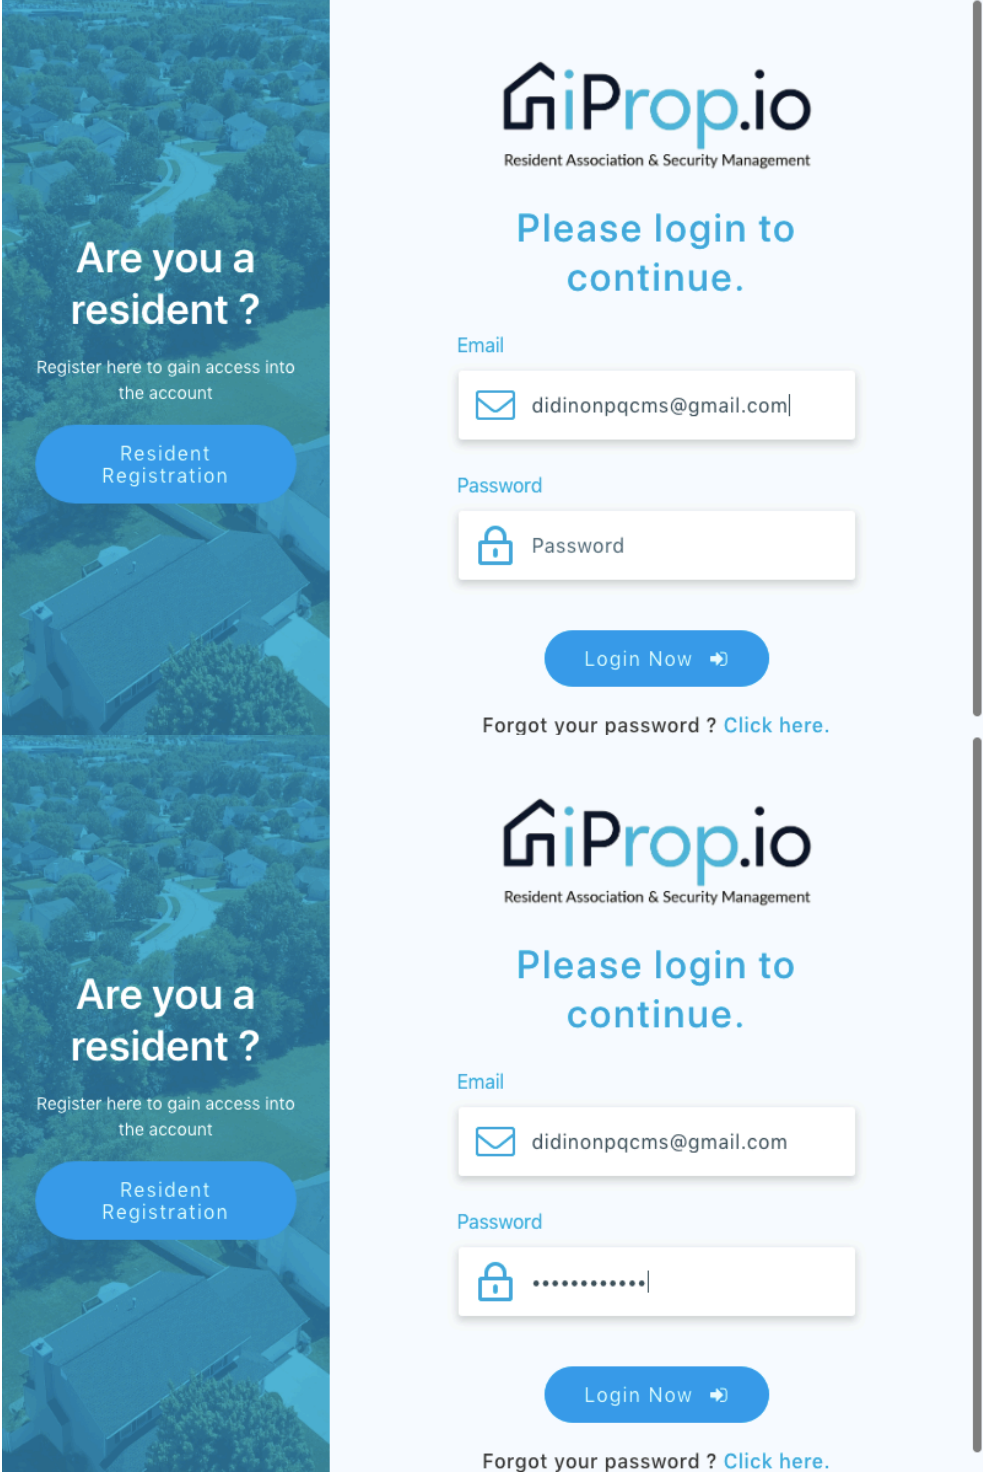 Are you a
resident ?
Register here to gain access into
the account
Resident
Registration
iProp.io
Resident Association & Security Management
Please login to
continue.
Email
didinonpqcms@gmail.com
Password
Password
Login Now
Forgot your password ? Click here.
Are you a
resident ?
Register here to gain access into
the account
Resident
Registration
iProp.io
Resident Association & Security Management
Please login to
continue.
Email
didinonpqcms@gmail.com
Password
••••••••••••
Login Now
Forgot your password ? Click here.